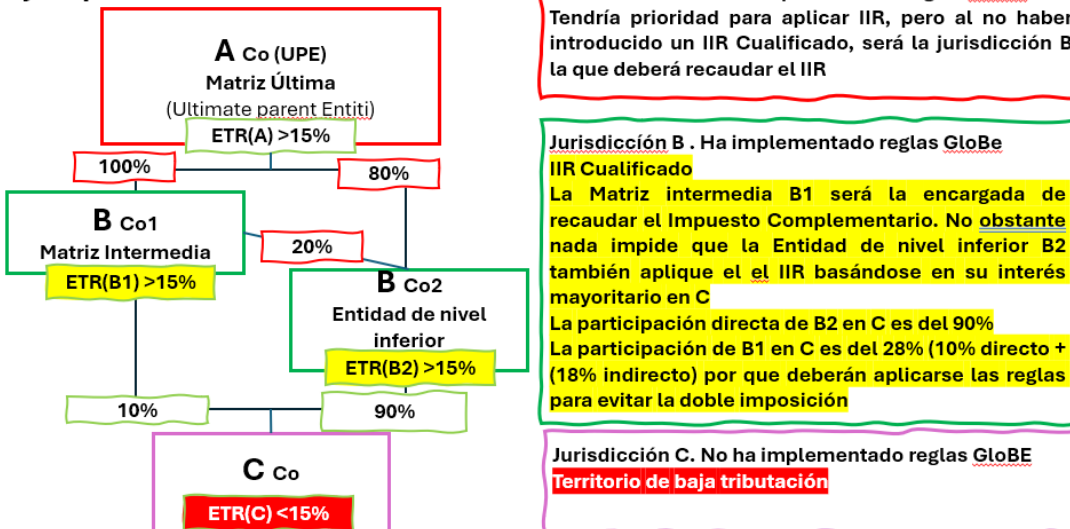 A Co (UPE)
Matriz Última
(Ultimate parent Entiti)
ETR(A) >15%
100%
80%
B Co1
Matriz Intermedia
ETR(B1) >15%
20%
B Co2
Entidad de nivel
inferior
ETR(B2) >15%
10%
90%
C Co
ETR(C) <15%
Tendría prioridad para aplicar IIR, pero al no haber
introducido un IIR Cualificado, será la jurisdicción B
la que deberá recaudar el IIR
Jurisdiccíón B . Ha implementado reglas GloBe
IIR Cualificado
La Matriz intermedia B1 será la encargada de
recaudar el Impuesto Complementario. No obstante
nada impide que la Entidad de nivel inferior B2
también aplique el el IIR basándose en su interés
mayoritario en C
La participación directa de B2 en C es del 90%
La participación de B1 en C es del 28% (10% directo +
(18% indirecto) por que deberán aplicarse las reglas
para evitar la doble imposición
Jurisdicción C. No ha implementado reglas GloBE
Territorio de baja tributación